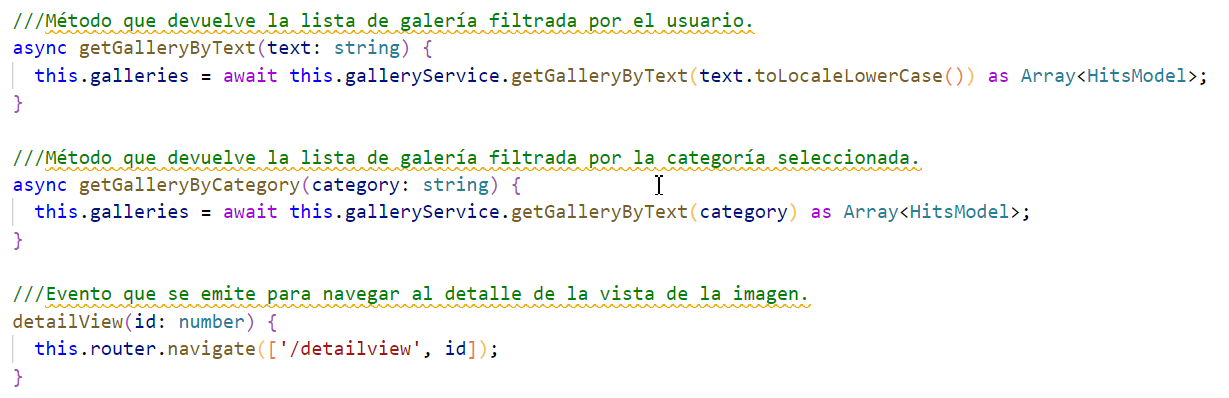 ///Método que devuelve la lista de galería filtrada por el usuario.
async getGalleryByText(text: string) {
  this.galleries = await this.galleryService.getGalleryByText(text.toLocaleLowerCase()) as Array<HitsModel>;
}
///Método que devuelve la lista de galería filtrada por la categoría seleccionada.
async getGalleryByCategory(category: string) {
  this.galleries = await this.galleryService.getGalleryByText(category) as Array<HitsModel>;
}
///Evento que se emite para navegar al detalle de la vista de la imagen.
detailView(id: number) {
  this.router.navigate(['/detailview', id]);
}